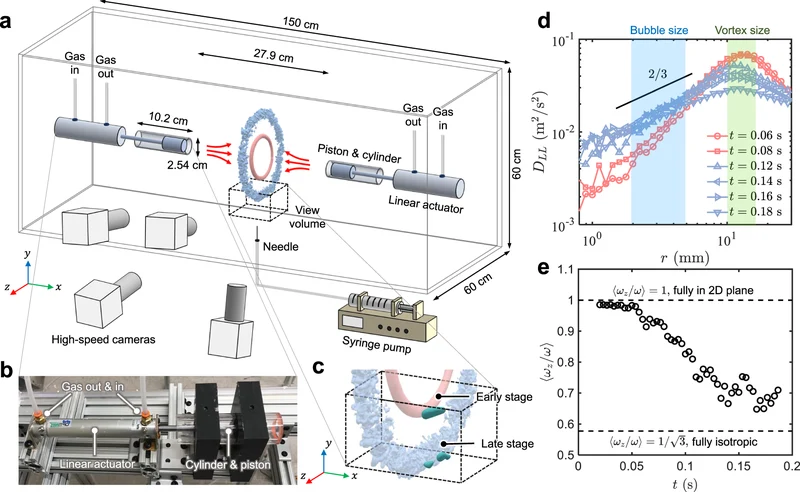 a
150 cm
27.9 cm
Gas
in
Gas
out
Gas
out
Gas
in
10.2 cm
2.54 cm
Piston & cylinder
Linear actuator
60 cm
View
volume
Needle
60 cm
y
z
x
High-speed cameras
Syringe pump
b
Gas out & in
Linear actuator
Cylinder & piston
c
Early stage
Late stage
y
z
x
d
Bubble size
Vortex size
10⁻¹
10⁻²
10⁻³
D_LL (m²/s²)
2/3
t = 0.06 s
t = 0.08 s
t = 0.12 s
t = 0.14 s
t = 0.16 s
t = 0.18 s
10⁰
10¹
r (mm)
e
1.1
1
0.9
0.8
0.7
0.6
0.5
⟨ω_z/ω⟩
⟨ω_z/ω⟩ = 1, fully in 2D plane
⟨ω_z/ω⟩ = 1/√3, fully isotropic
0
0.05
0.1
0.15
0.2
t (s)